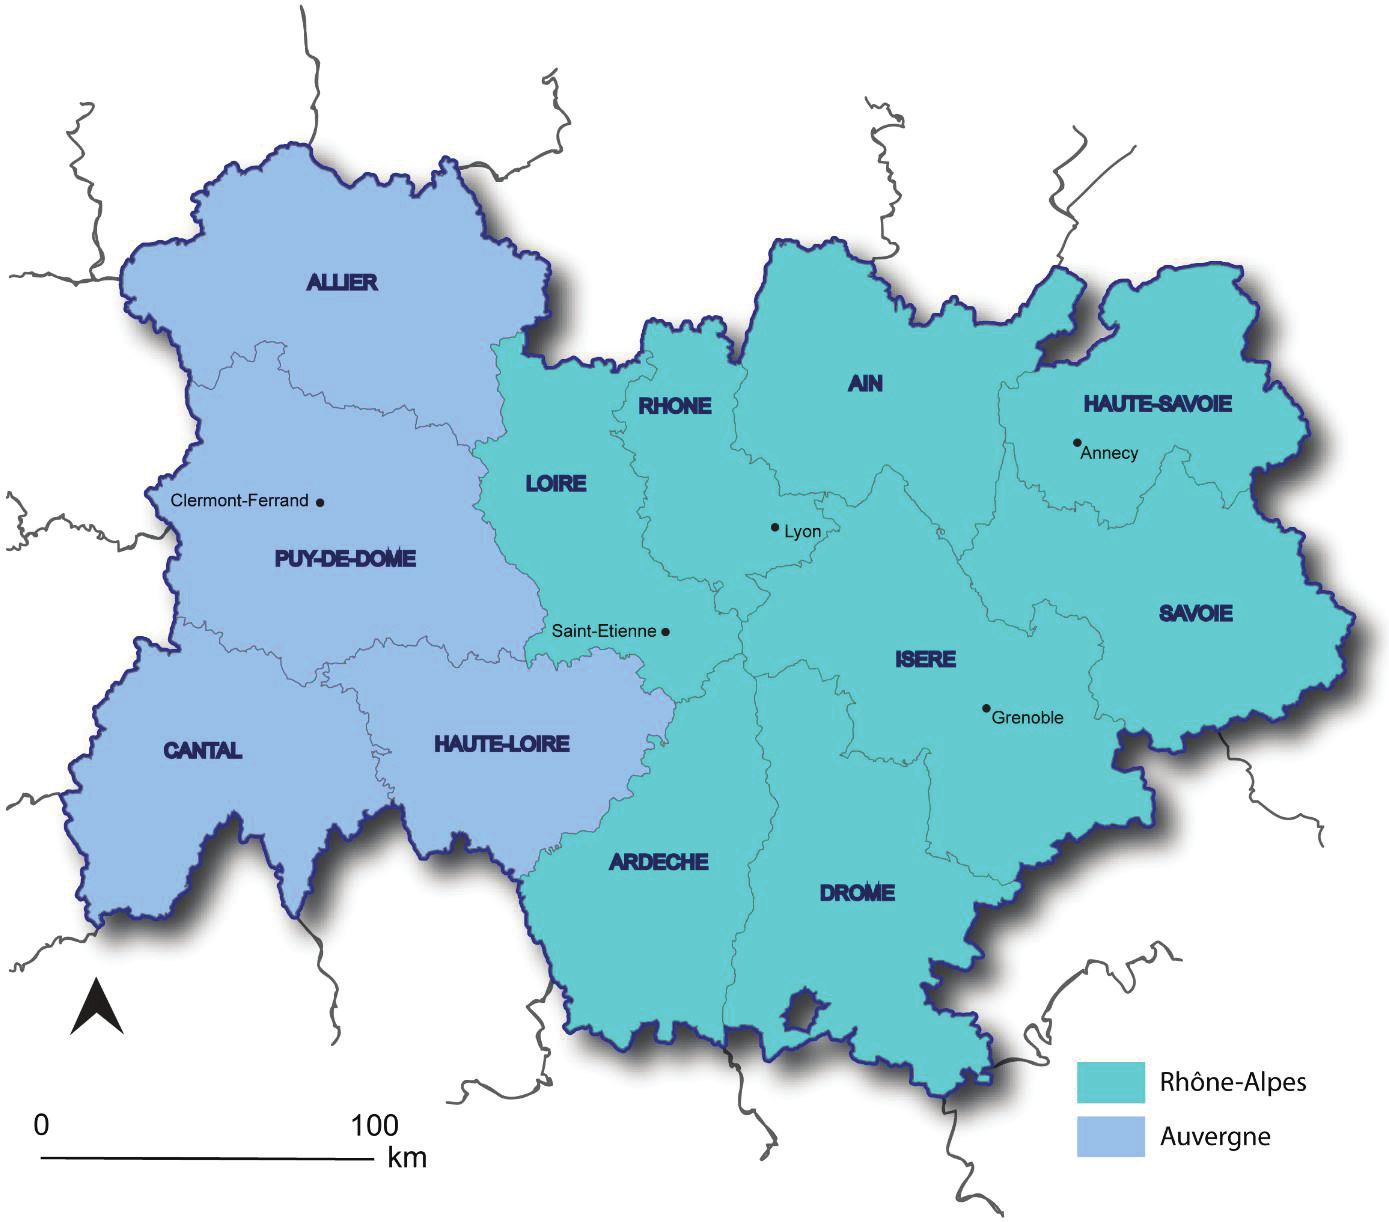 ALLIER
AIN
RHONE
HAUTE-SAVOIE
Annecy
LOIRE
Clermont-Ferrand
Lyon
PUY-DE-DOME
SAVOIE
Saint-Etienne
ISERE
Grenoble
CANTAL
HAUTE-LOIRE
ARDECHE
DROME
Rhône-Alpes
Auvergne
0 100
km